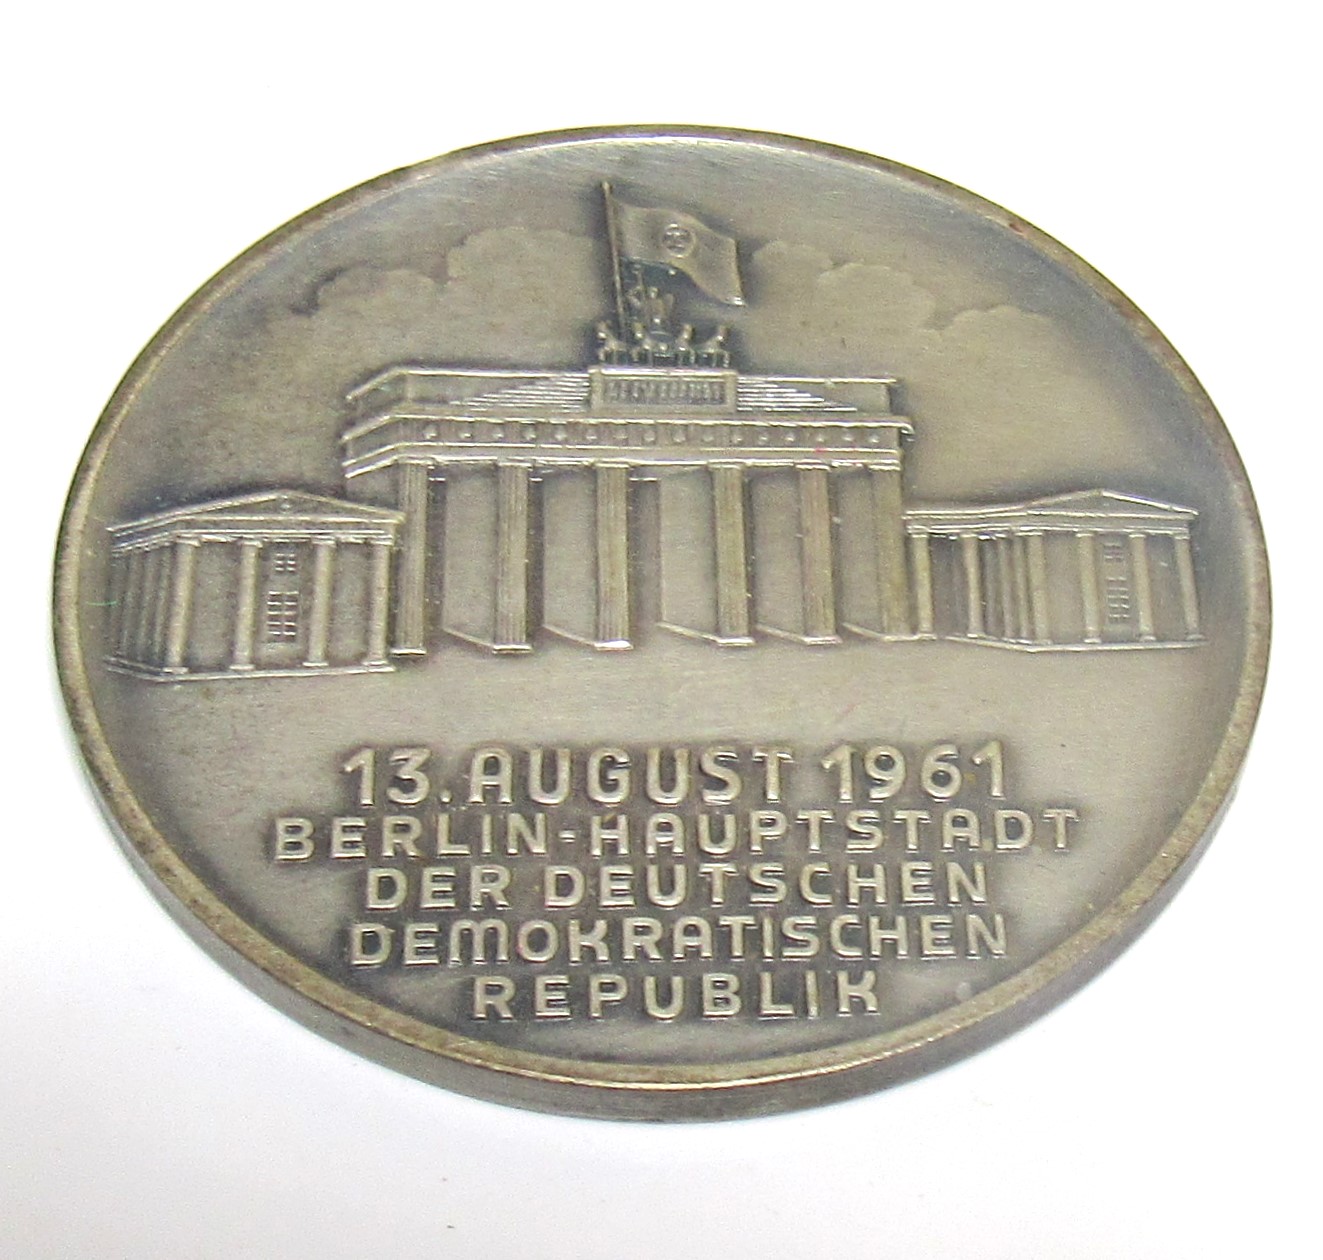 13. AUGUST 1961
BERLIN-HAUPTSTADT
DER DEUTSCHEN
DEMOKRATISCHEN
REPUBLIK